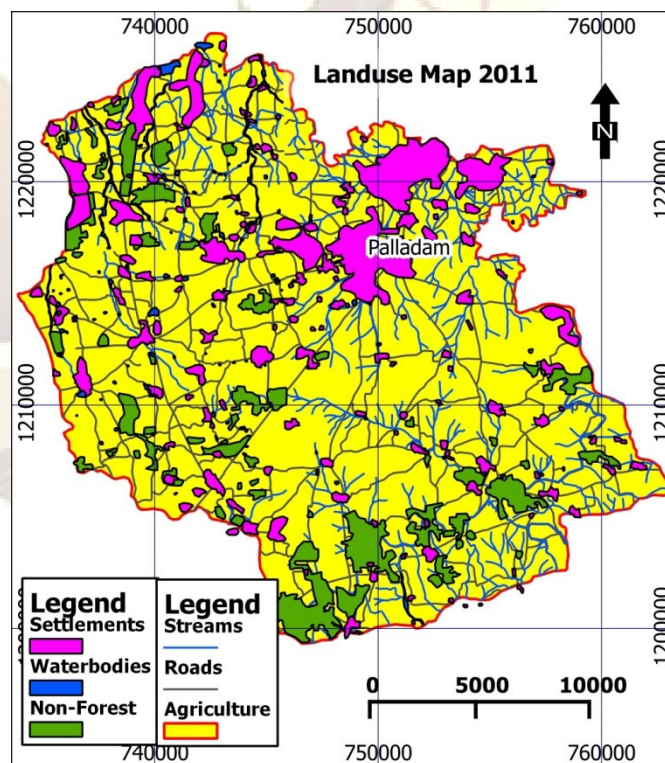 740000 750000 760000
Landuse Map 2011
N
1220000 1220000
Palladam
1210000 1210000
Legend Legend
Settlements Streams
Waterbodies Roads
Non-Forest Agriculture
1200000
0 5000 10000
740000 750000 760000